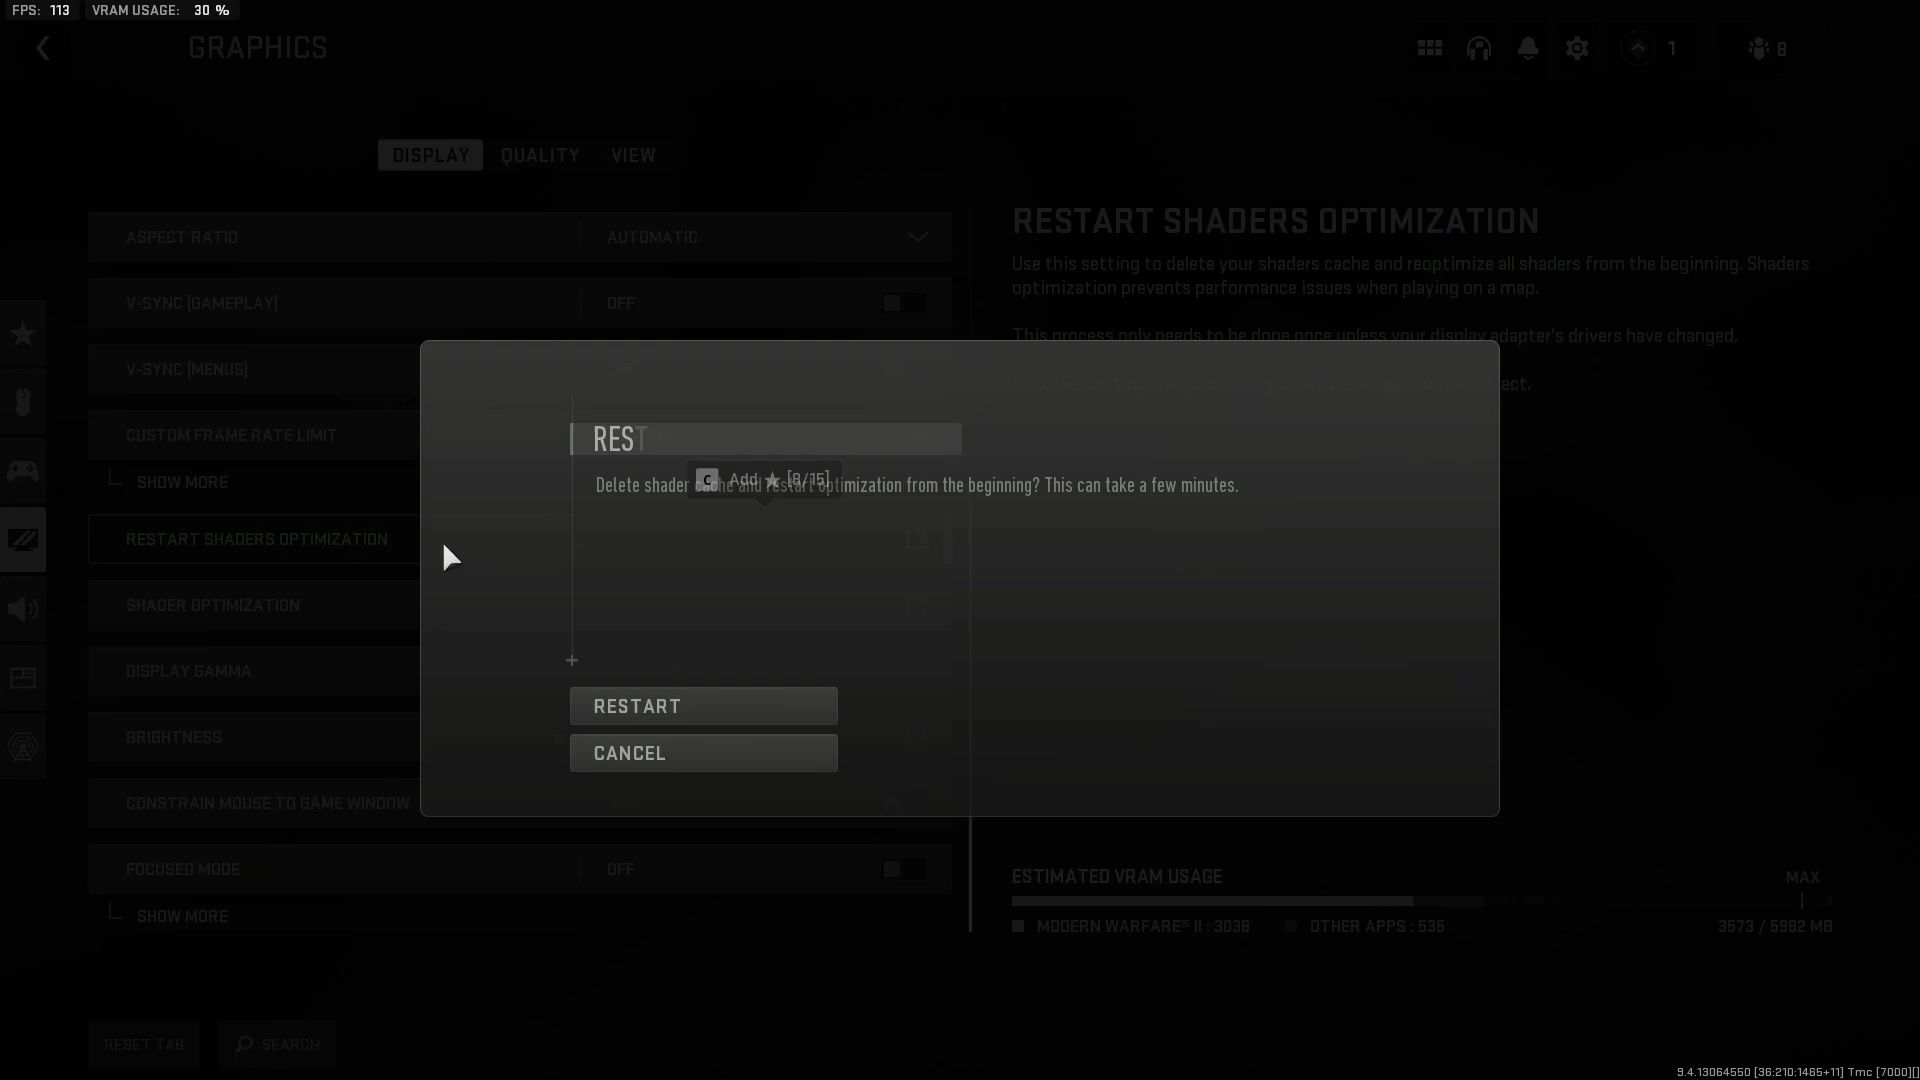 FPS: 113 VRAM USAGE: 30 %
GRAPHICS
1
8
DISPLAY QUALITY VIEW
ASPECT RATIO AUTOMATIC
V-SYNC (GAMEPLAY) OFF
V-SYNC (MENUS)
CUSTOM FRAME RATE LIMIT
SHOW MORE
RESTART SHADERS OPTIMIZATION
SHADER OPTIMIZATION
DISPLAY GAMMA
BRIGHTNESS
CONSTRAIN MOUSE TO GAME WINDOW
FOCUSED MODE OFF
SHOW MORE
RESTART SHADERS OPTIMIZATION
Use this setting to delete your shaders cache and reoptimize all shaders from the beginning. Shaders
optimization prevents performance issues when playing on a map.
This process only needs to be done once unless your display adapter's drivers have changed.
REST
C Add ★ [8/15]
Delete shader cache and restart optimization from the beginning? This can take a few minutes.
RESTART
CANCEL
ESTIMATED VRAM USAGE MAX
MODERN WARFARE® II : 3038 OTHER APPS : 535 3573 / 5992 MB
RESET TAB SEARCH
9.4.13064550 [36:210:1465+11] Tmc [7000][]